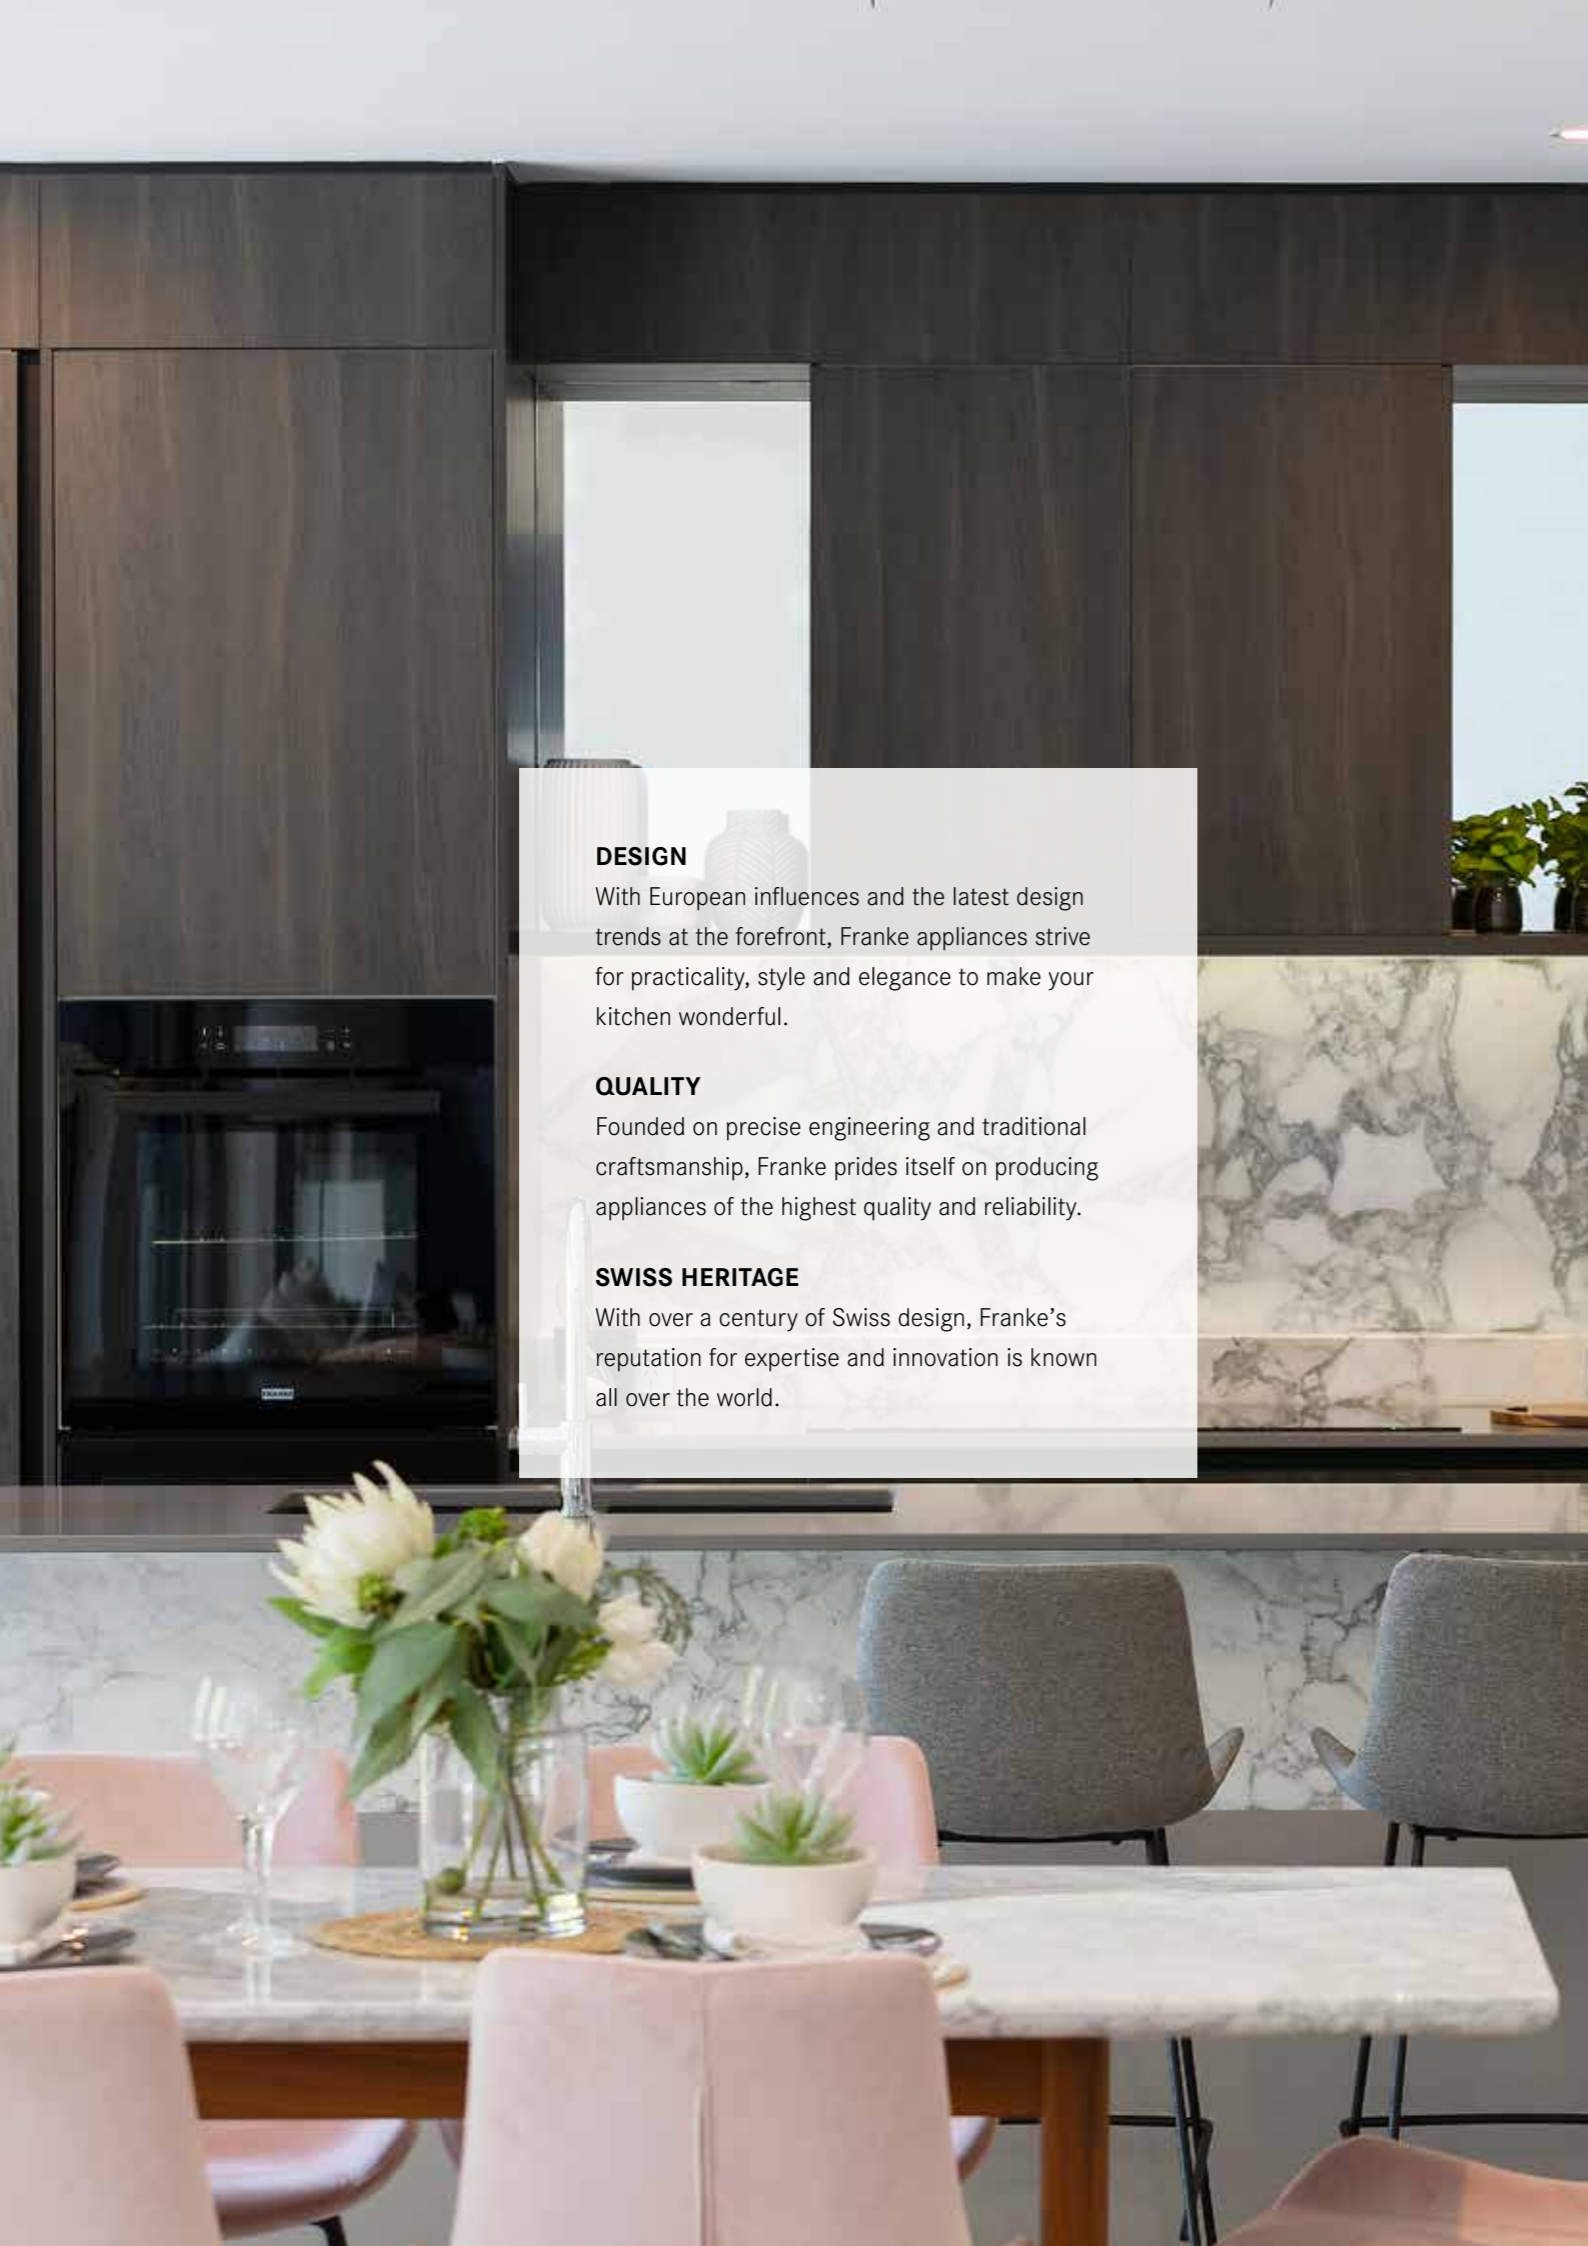 DESIGN
With European influences and the latest design
trends at the forefront, Franke appliances strive
for practicality, style and elegance to make your
kitchen wonderful.
QUALITY
Founded on precise engineering and traditional
craftsmanship, Franke prides itself on producing
appliances of the highest quality and reliability.
SWISS HERITAGE
With over a century of Swiss design, Franke’s
reputation for expertise and innovation is known
all over the world.
FRANKE